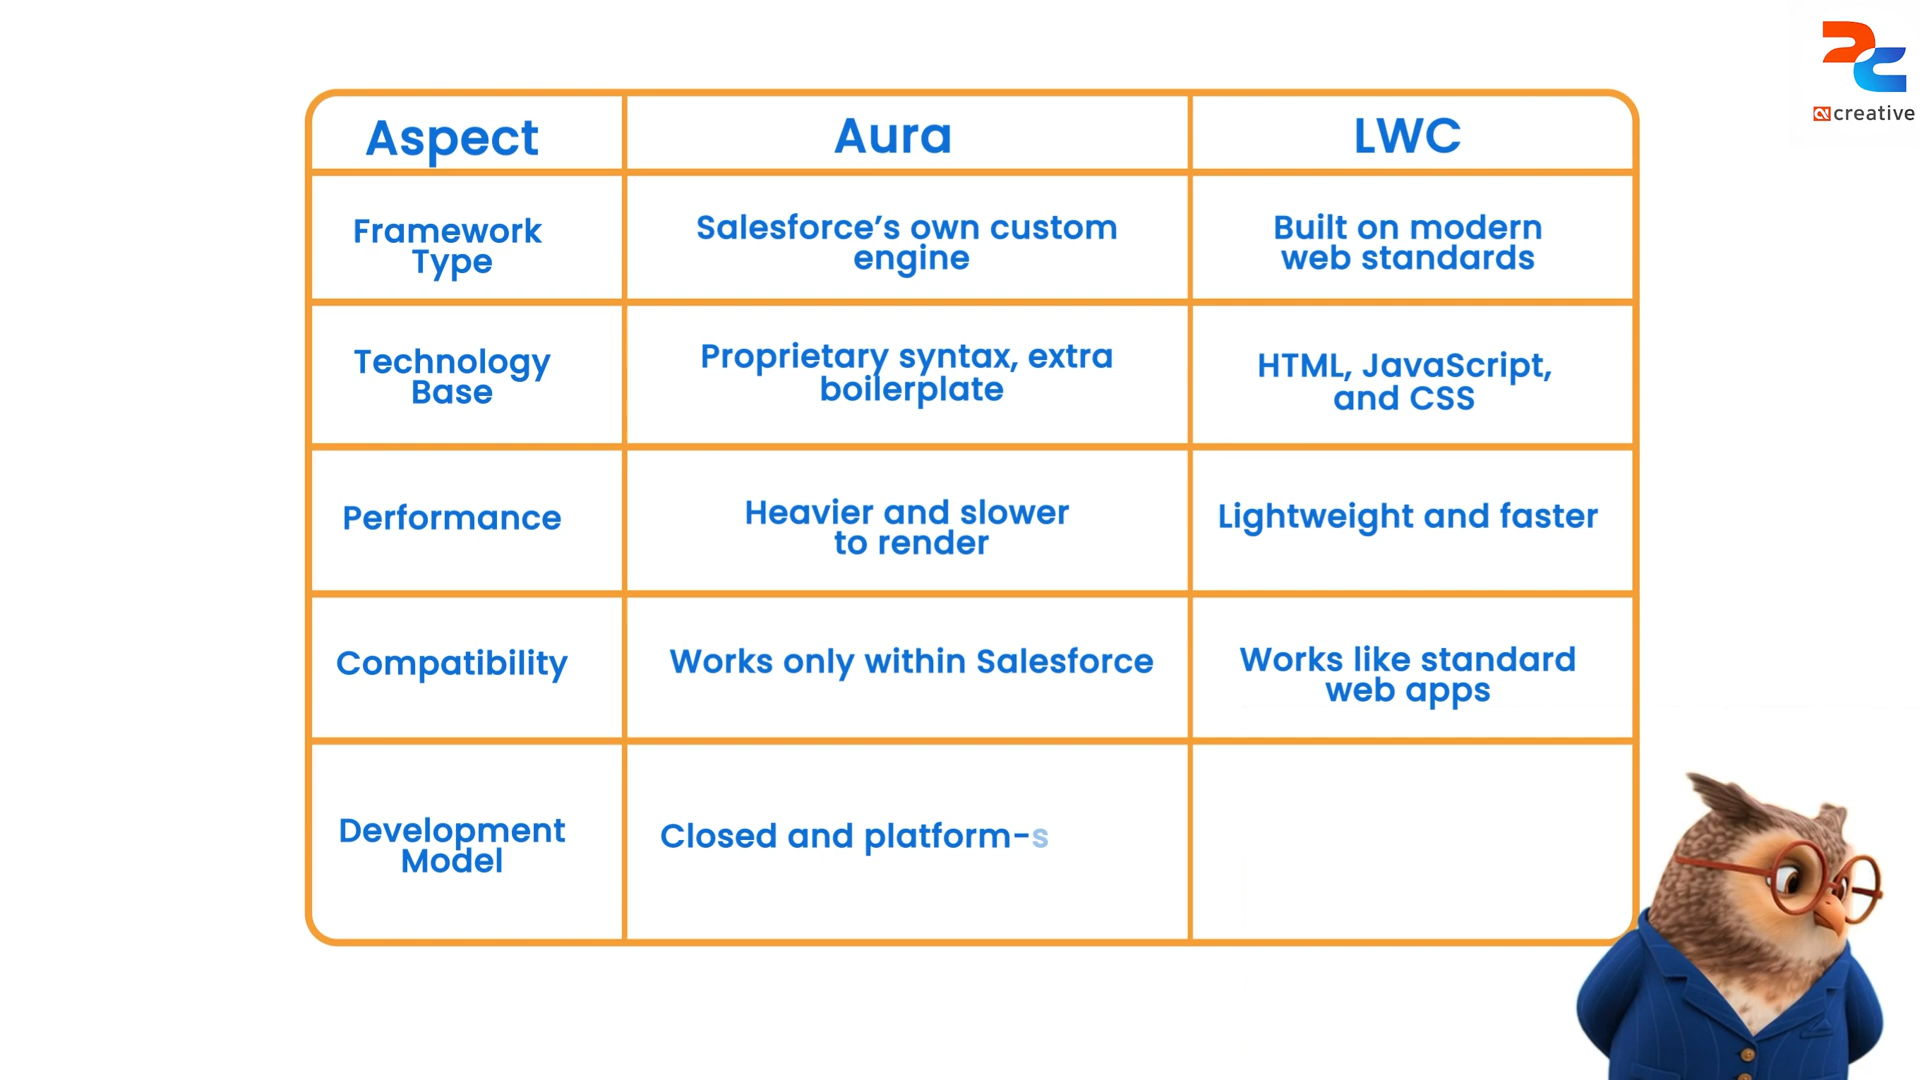 Aspect
Aura
LWC
Framework
Type
Salesforce’s own custom
engine
Built on modern
web standards
Technology
Base
Proprietary syntax, extra
boilerplate
HTML, JavaScript,
and CSS
Performance
Heavier and slower
to render
Lightweight and faster
Compatibility
Works only within Salesforce
Works like standard
web apps
Development
Model
Closed and platform-s
creative